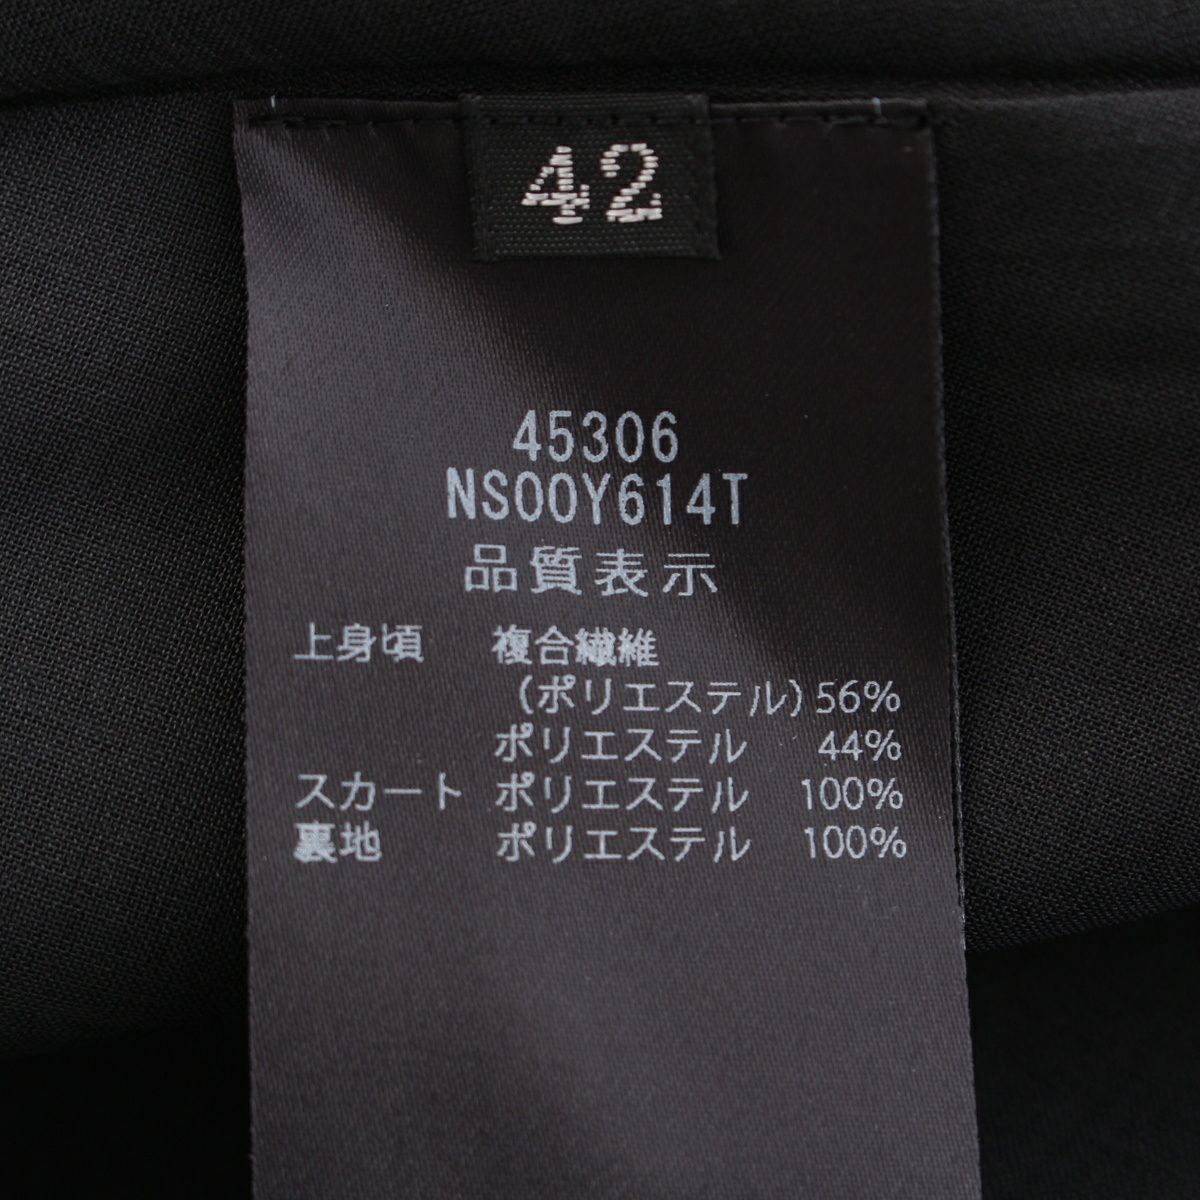 42
45306
NS00Y614T
品質表示
上身頃 複合繊維
(ポリエステル) 56%
ポリエステル 44%
スカート ポリエステル 100%
裏地 ポリエステル 100%